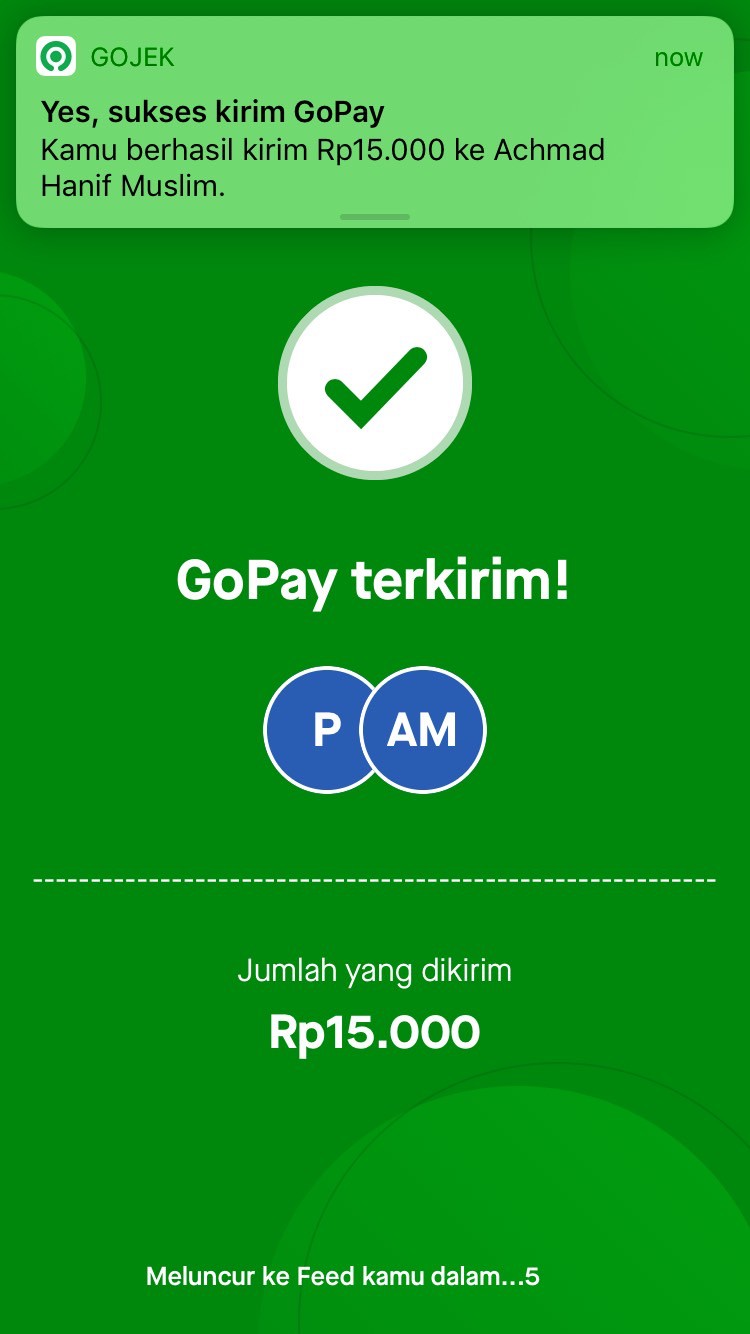 GOJEK
now
Yes, sukses kirim GoPay
Kamu berhasil kirim Rp15.000 ke Achmad
Hanif Muslim.
GoPay terkirim!
P
AM
Jumlah yang dikirim
Rp15.000
Meluncur ke Feed kamu dalam...5